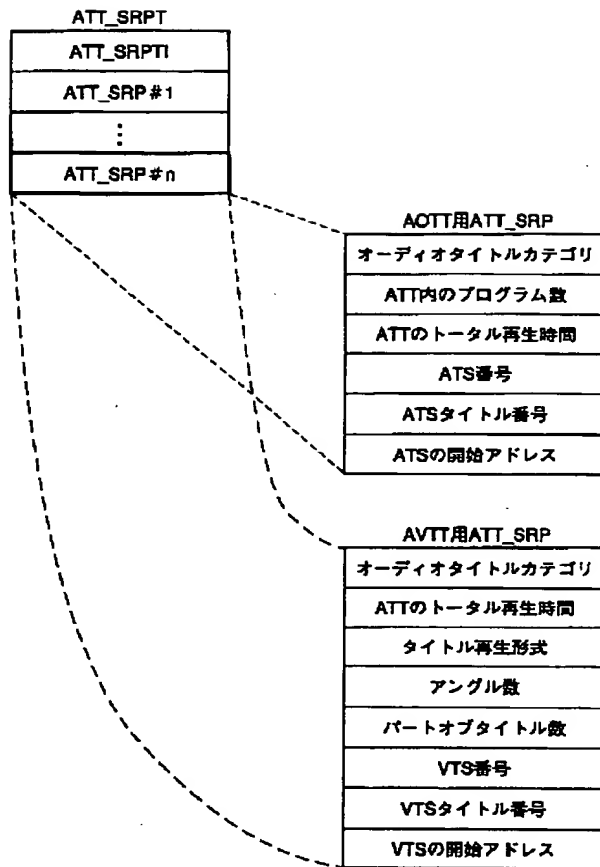 ATT_SRPT
ATT_SRPTI
ATT_SRP#1
⋮
ATT_SRP#n
AOTT用ATT_SRP
オーディオタイトルカテゴリ
ATT内のプログラム数
ATTのトータル再生時間
ATS番号
ATSタイトル番号
ATSの開始アドレス
AVTT用ATT_SRP
オーディオタイトルカテゴリ
ATTのトータル再生時間
タイトル再生形式
アングル数
パートオブタイトル数
VTS番号
VTSタイトル番号
VTSの開始アドレス